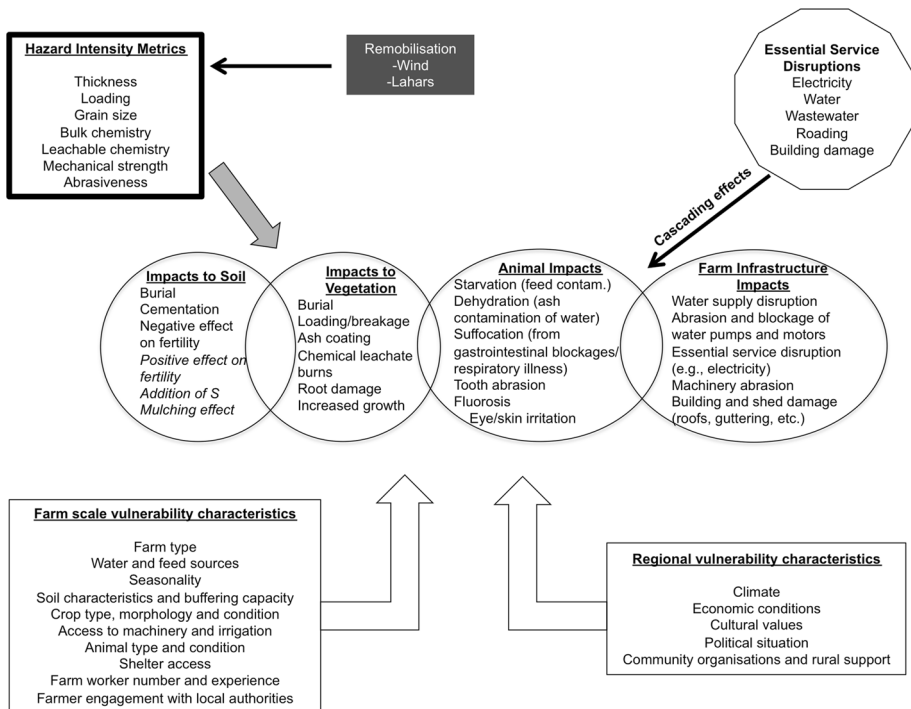 Hazard Intensity Metrics
Thickness
Loading
Grain size
Bulk chemistry
Leachable chemistry
Mechanical strength
Abrasiveness
Remobilisation
-Wind
-Lahars
Essential Service
Disruptions
Electricity
Water
Wastewater
Roading
Building damage
Cascading effects
Impacts to Soil
Burial
Cementation
Negative effect
on fertility
Positive effect on
fertility
Addition of S
Mulching effect
Impacts to
Vegetation
Burial
Loading/breakage
Ash coating
Chemical leachate
burns
Root damage
Increased growth
Animal Impacts
Starvation (feed contam.)
Dehydration (ash
contamination of water)
Suffocation (from
gastrointestinal blockages/
respiratory illness)
Tooth abrasion
Fluorosis
Eye/skin irritation
Farm Infrastructure
Impacts
Water supply disruption
Abrasion and blockage of
water pumps and motors
Essential service disruption
(e.g., electricity)
Machinery abrasion
Building and shed damage
(roofs, guttering, etc.)
Farm scale vulnerability characteristics
Farm type
Water and feed sources
Seasonality
Soil characteristics and buffering capacity
Crop type, morphology and condition
Access to machinery and irrigation
Animal type and condition
Shelter access
Farm worker number and experience
Farmer engagement with local authorities
Regional vulnerability characteristics
Climate
Economic conditions
Cultural values
Political situation
Community organisations and rural support